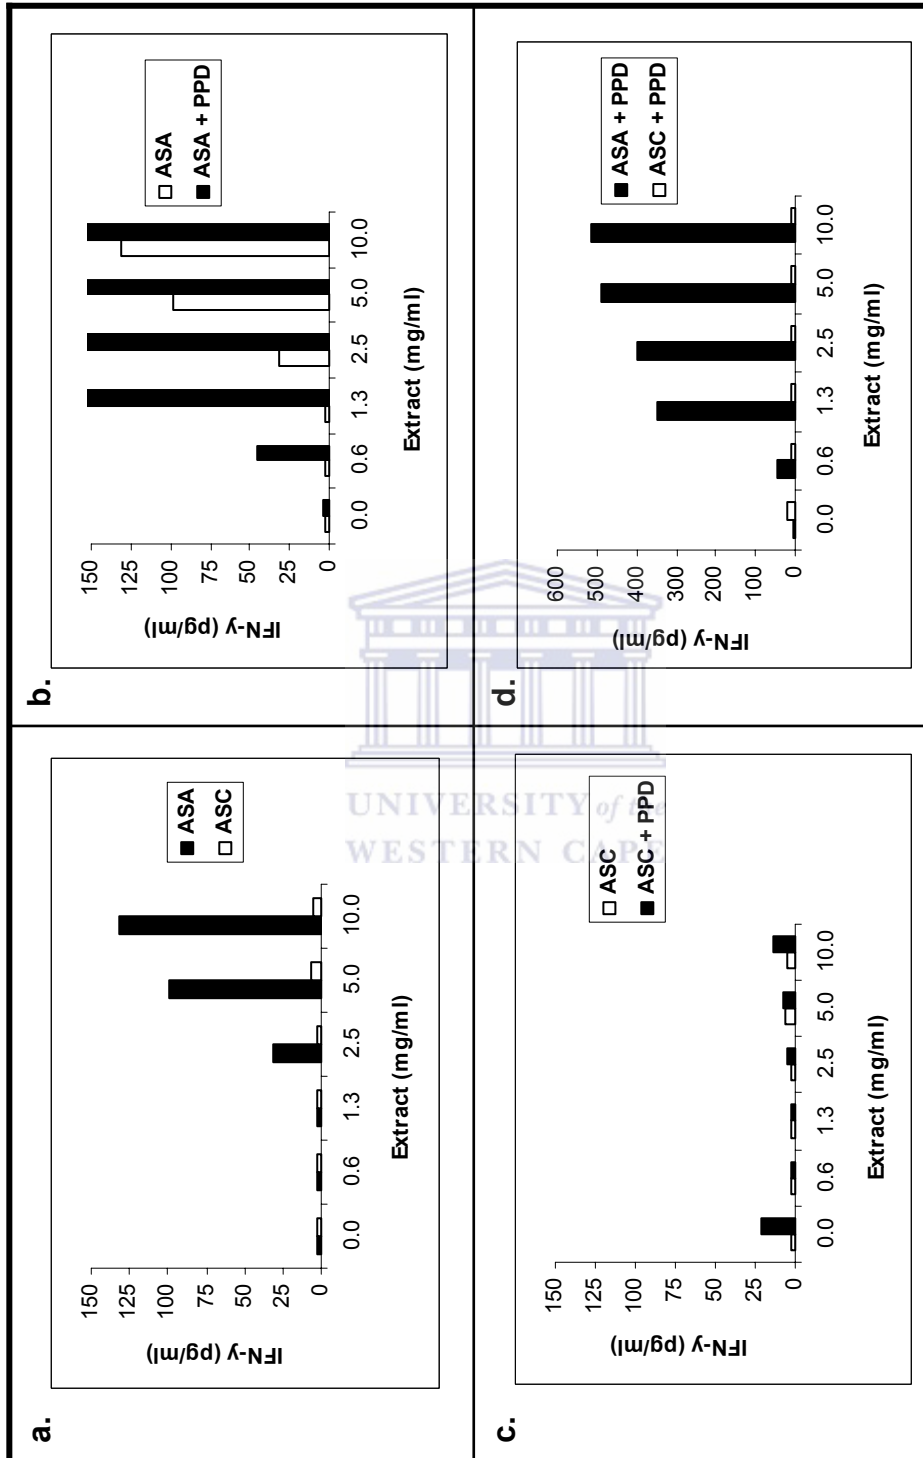 a.
ASA
ASC
IFN-y (pg/ml)
150
125
100
75
50
25
0
0.0 0.6 1.3 2.5 5.0 10.0
Extract (mg/ml)
b.
ASA
ASA + PPD
IFN-y (pg/ml)
150
125
100
75
50
25
0
0.0 0.6 1.3 2.5 5.0 10.0
Extract (mg/ml)
c.
ASC
ASC + PPD
IFN-y (pg/ml)
150
125
100
75
50
25
0
0.0 0.6 1.3 2.5 5.0 10.0
Extract (mg/ml)
d.
ASA + PPD
ASC + PPD
IFN-y (pg/ml)
600
500
400
300
200
100
0
0.0 0.6 1.3 2.5 5.0 10.0
Extract (mg/ml)
UNIVERSITY of the
WESTERN CAPE